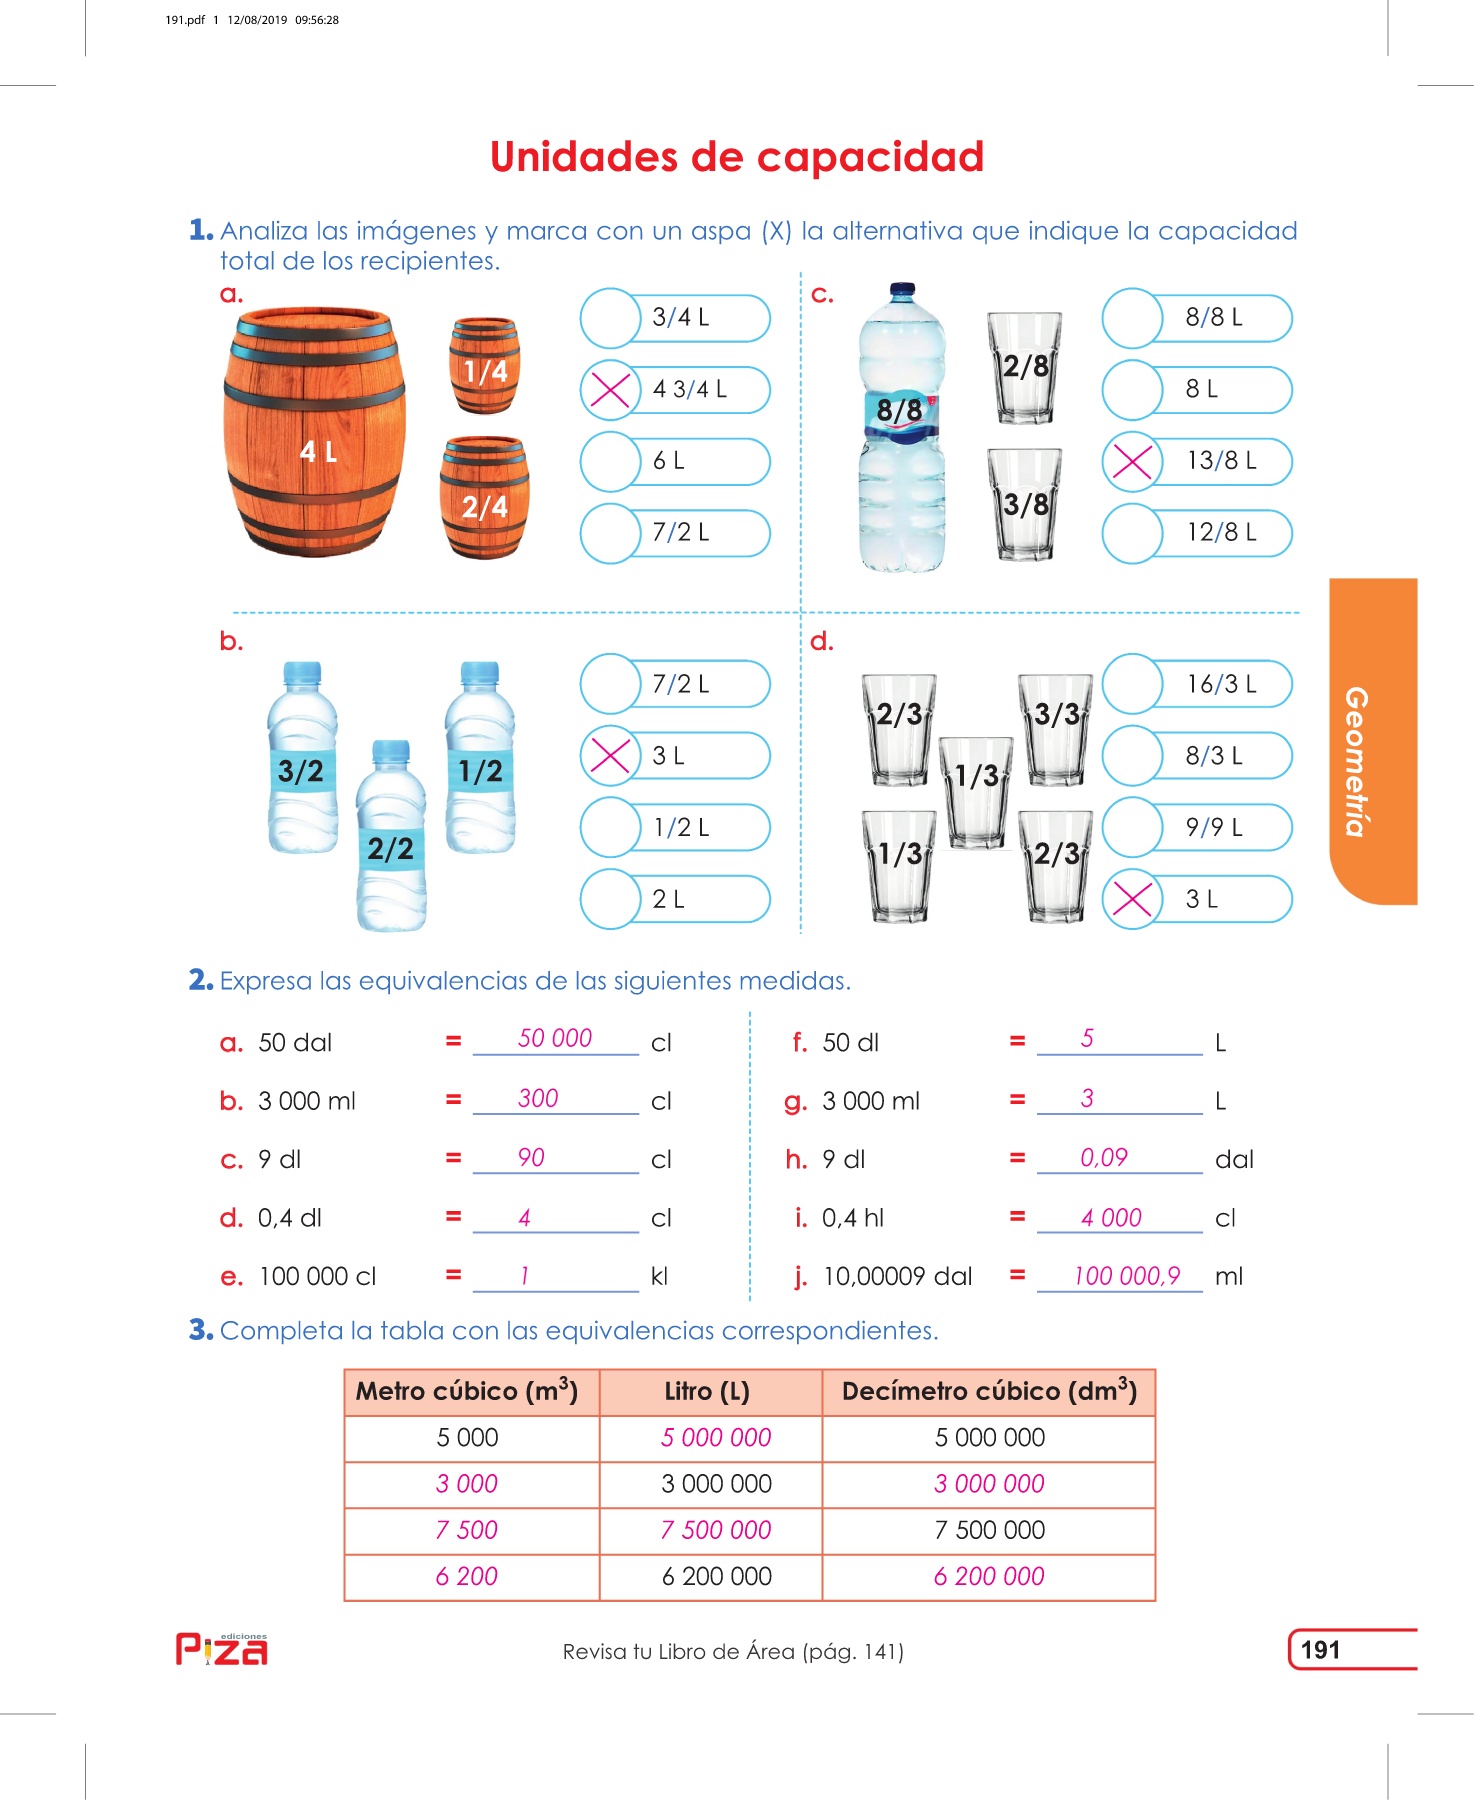 191.pdf 1 12/08/2019 09:56:28
Unidades de capacidad
1. Analiza las imágenes y marca con un aspa (X) la alternativa que indique la capacidad
total de los recipientes.
a.
4 L
1/4
2/4
3/4 L
4 3/4 L
6 L
7/2 L
c.
8/8
2/8
3/8
8/8 L
8 L
13/8 L
12/8 L
b.
3/2
2/2
1/2
7/2 L
3 L
1/2 L
2 L
d.
2/3
3/3
1/3
1/3
2/3
16/3 L
8/3 L
9/9 L
3 L
Geometría
2. Expresa las equivalencias de las siguientes medidas.
a. 50 dal = 50 000 cl
b. 3 000 ml = 300 cl
c. 9 dl = 90 cl
d. 0,4 dl = 4 cl
e. 100 000 cl = 1 kl
f. 50 dl = 5 L
g. 3 000 ml = 3 L
h. 9 dl = 0,09 dal
i. 0,4 hl = 4 000 cl
j. 10,00009 dal = 100 000,9 ml
3. Completa la tabla con las equivalencias correspondientes.
Metro cúbico (m³) Litro (L) Decímetro cúbico (dm³)
5 000 5 000 000 5 000 000
3 000 3 000 000 3 000 000
7 500 7 500 000 7 500 000
6 200 6 200 000 6 200 000
ediciones
Piza
Revisa tu Libro de Área (pág. 141)
191